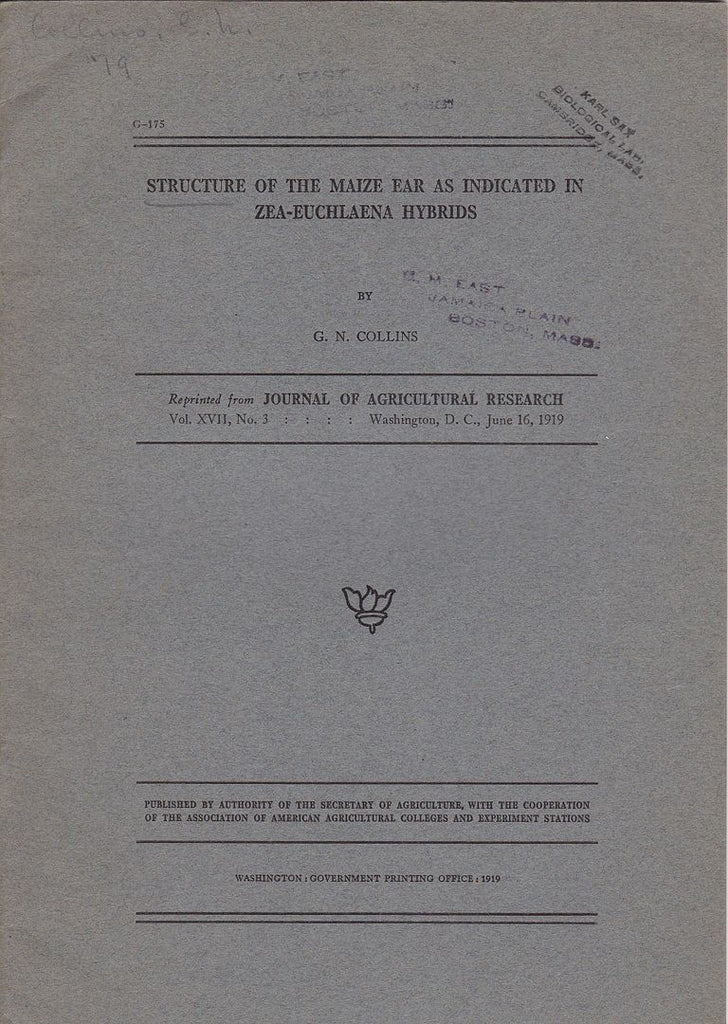 Collins, G. N.
'19
G–175
KARL SAX
BIOLOGICAL LAB.
CAMBRIDGE, MASS.
STRUCTURE OF THE MAIZE EAR AS INDICATED IN
ZEA-EUCHLAENA HYBRIDS
BY
G. N. COLLINS
E. M. EAST
JAMAICA PLAIN
BOSTON, MASS.
Reprinted from JOURNAL OF AGRICULTURAL RESEARCH
Vol. XVII, No. 3 : : : : Washington, D. C., June 16, 1919
PUBLISHED BY AUTHORITY OF THE SECRETARY OF AGRICULTURE, WITH THE COOPERATION
OF THE ASSOCIATION OF AMERICAN AGRICULTURAL COLLEGES AND EXPERIMENT STATIONS
WASHINGTON : GOVERNMENT PRINTING OFFICE : 1919